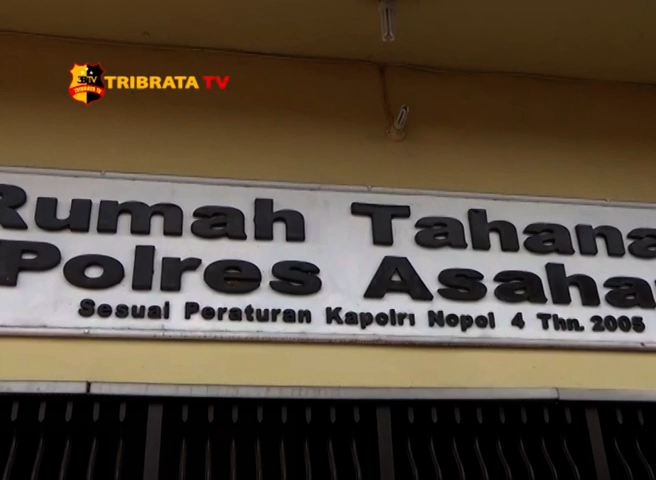 TRIBRATA TV
Rumah Tahana
Polres Asaha
Sesuai Peraturan Kapolri Nopol 4 Thn. 2005